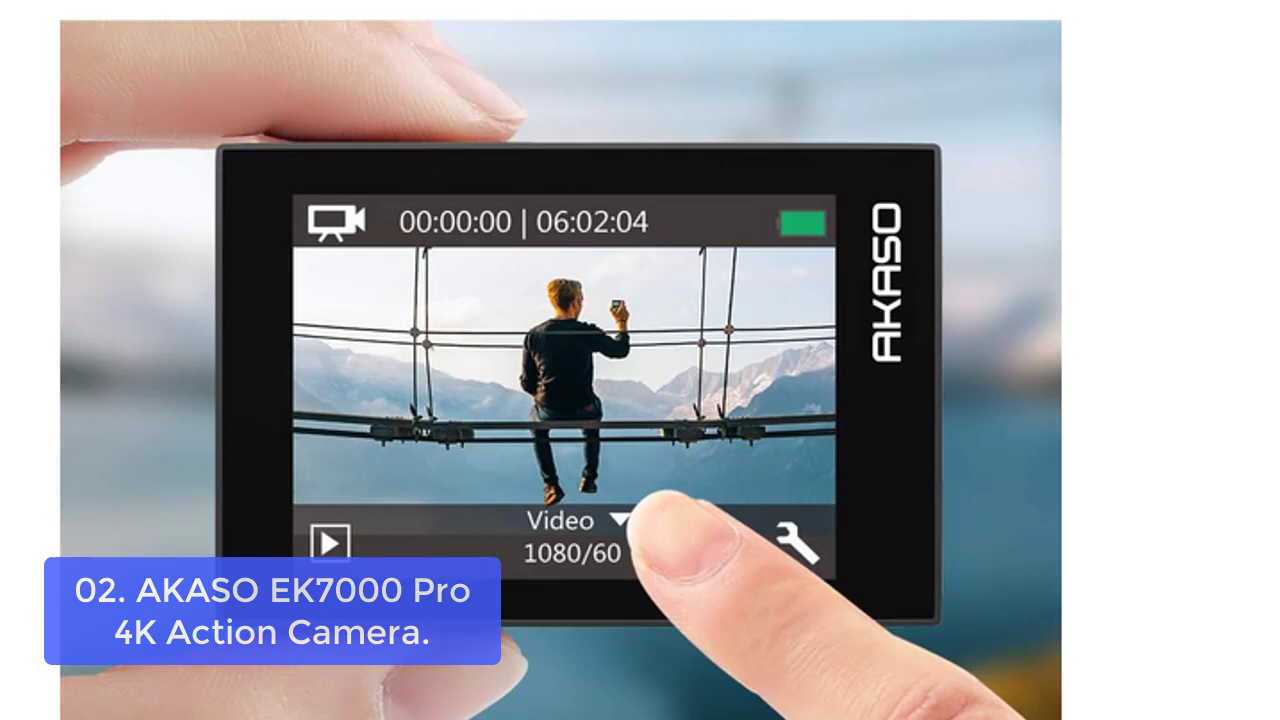 00:00:00 | 06:02:04
AKASO
Video
1080/60
02. AKASO EK7000 Pro
4K Action Camera.